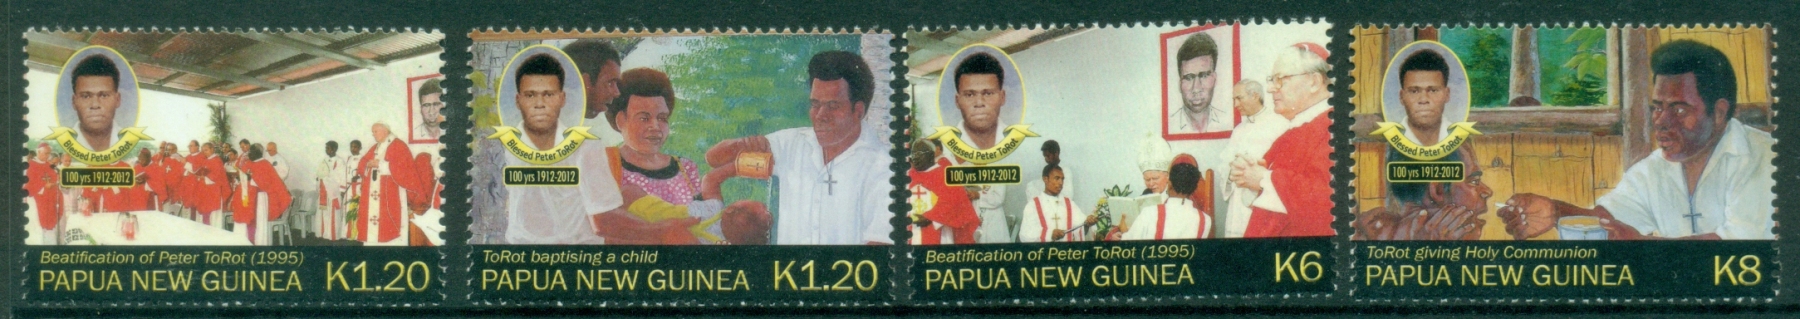 Blessed Peter ToRot
100 yrs 1912-2012
Beatification of Peter ToRot (1995)
PAPUA NEW GUINEA K1.20
Blessed Peter ToRot
100 yrs 1912-2012
ToRot baptising a child
PAPUA NEW GUINEA K1.20
Blessed Peter ToRot
100 yrs 1912-2012
Beatification of Peter ToRot (1995)
PAPUA NEW GUINEA K6
Blessed Peter ToRot
100 yrs 1912-2012
ToRot giving Holy Communion
PAPUA NEW GUINEA K8